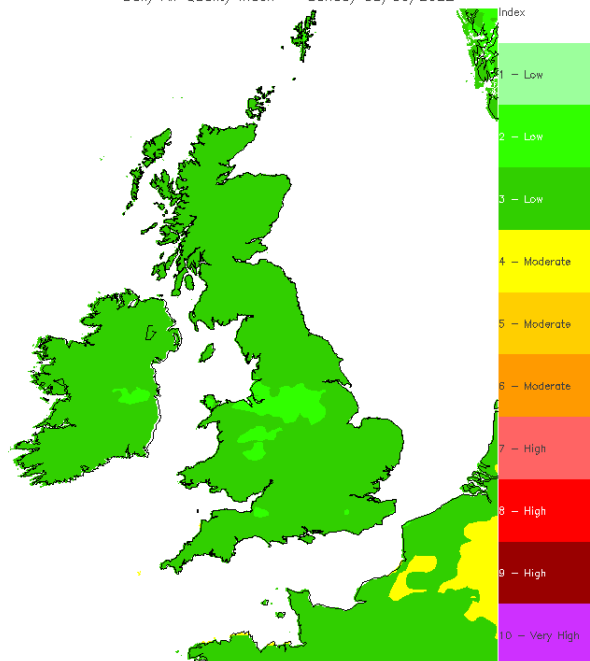 Index
1 - Low
2 - Low
3 - Low
4 - Moderate
5 - Moderate
6 - Moderate
7 - High
8 - High
9 - High
10 - Very High